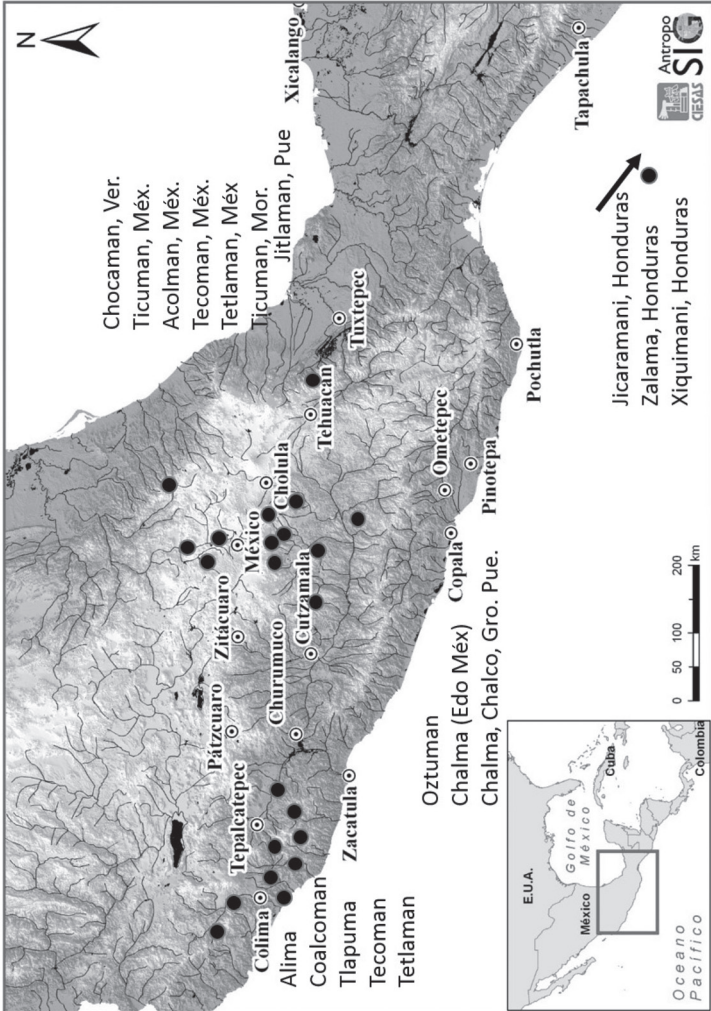 N
Xicalango
Chocaman, Ver.
Ticuman, Méx.
Acolman, Méx.
Tecoman, Méx.
Tetlaman, Méx
Ticuman, Mor.
Jitlaman, Pue
Tuxtepec
Tehuacan
Cholula
México
Zitácuaro
Cutzamala
Churumuco
Pátzcuaro
Tepalcatepec
Colima
Zacatula
Ometepec
Pinotepa
Copala
Pochutla
Tapachula
Alima
Coalcoman
Tlapuma
Tecoman
Tetlaman
Oztuman
Chalma (Edo Méx)
Chalma, Chalco, Gro. Pue.
Jicaramani, Honduras
Zalama, Honduras
Xiquimani, Honduras
0 50 100 200
km
E.U.A.
México
Golfo de
México
Cuba
Colombia
Oceano
Pacífico
CIESAS
Antropo
SIG